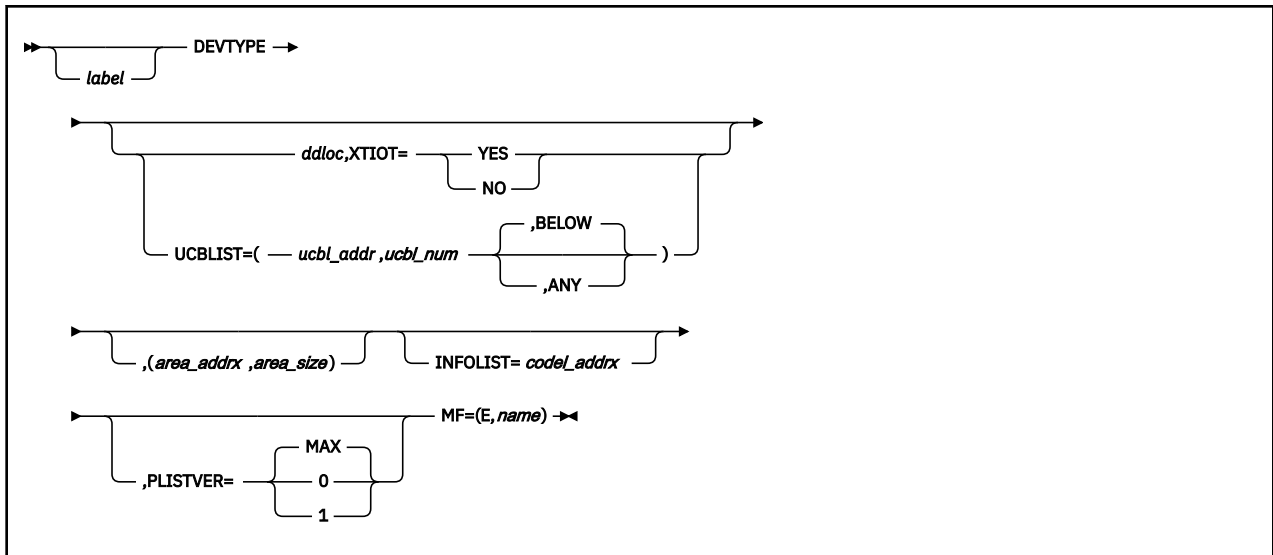 DEVTYPE
label
ddloc,XTIOT= YES
NO
,BELOW
UCBLIST=( ucbl_addr ,ucbl_num )
,ANY
,(area_addrx ,area_size)
INFOLIST= codel_addrx
MF=(E,name)
MAX
,PLISTVER= 0
1